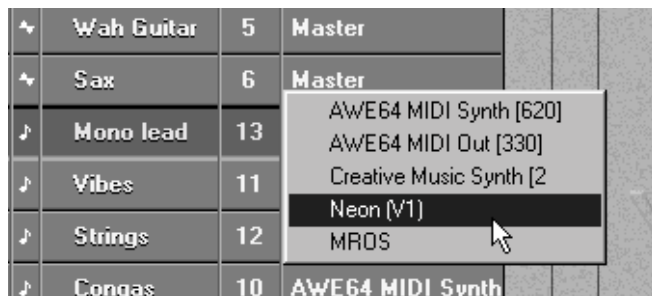 Wah Guitar 5 Master
Sax 6 Master
Mono lead 13
AWE64 MIDI Synth [620]
AWE64 MIDI Out [330]
Vibes 11
Creative Music Synth [2
Neon (V1)
Strings 12
MROS
Congas 10 AWE64 MIDI Synth